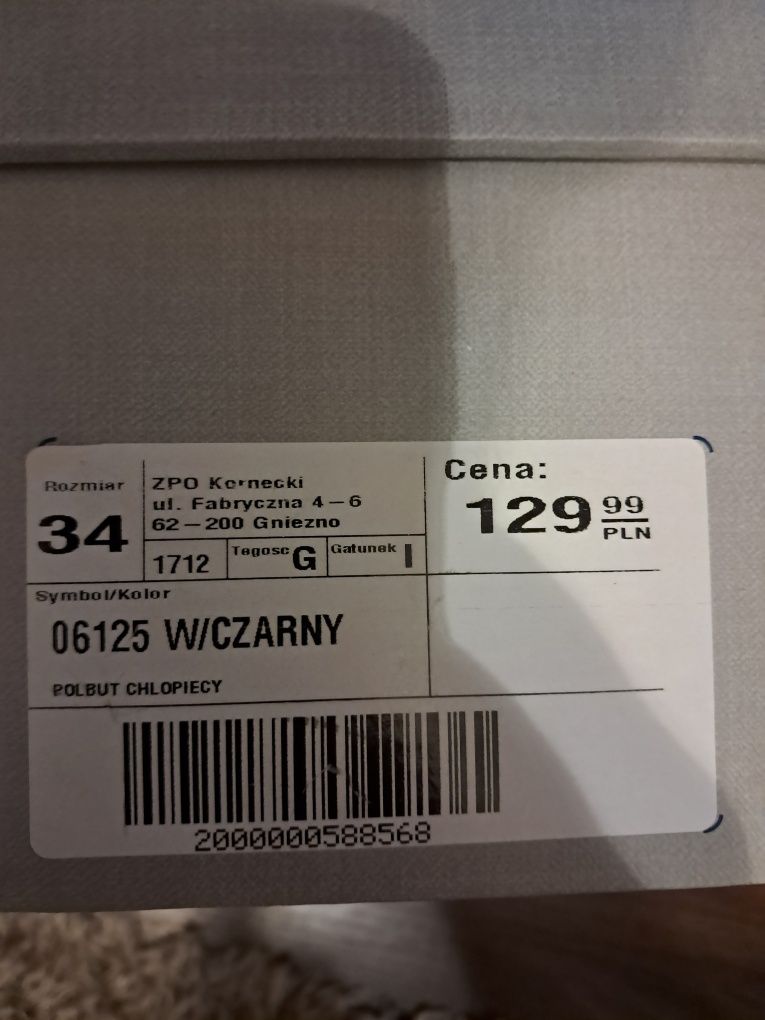 Rozmiar
34
ZPO Kornecki
ul. Fabryczna 4-6
62-200 Gniezno
1712
Tęgość G
Gatunek I
Cena:
129 99
PLN
Symbol/Kolor
06125 W/CZARNY
POLBUT CHLOPIECY
2000000588568